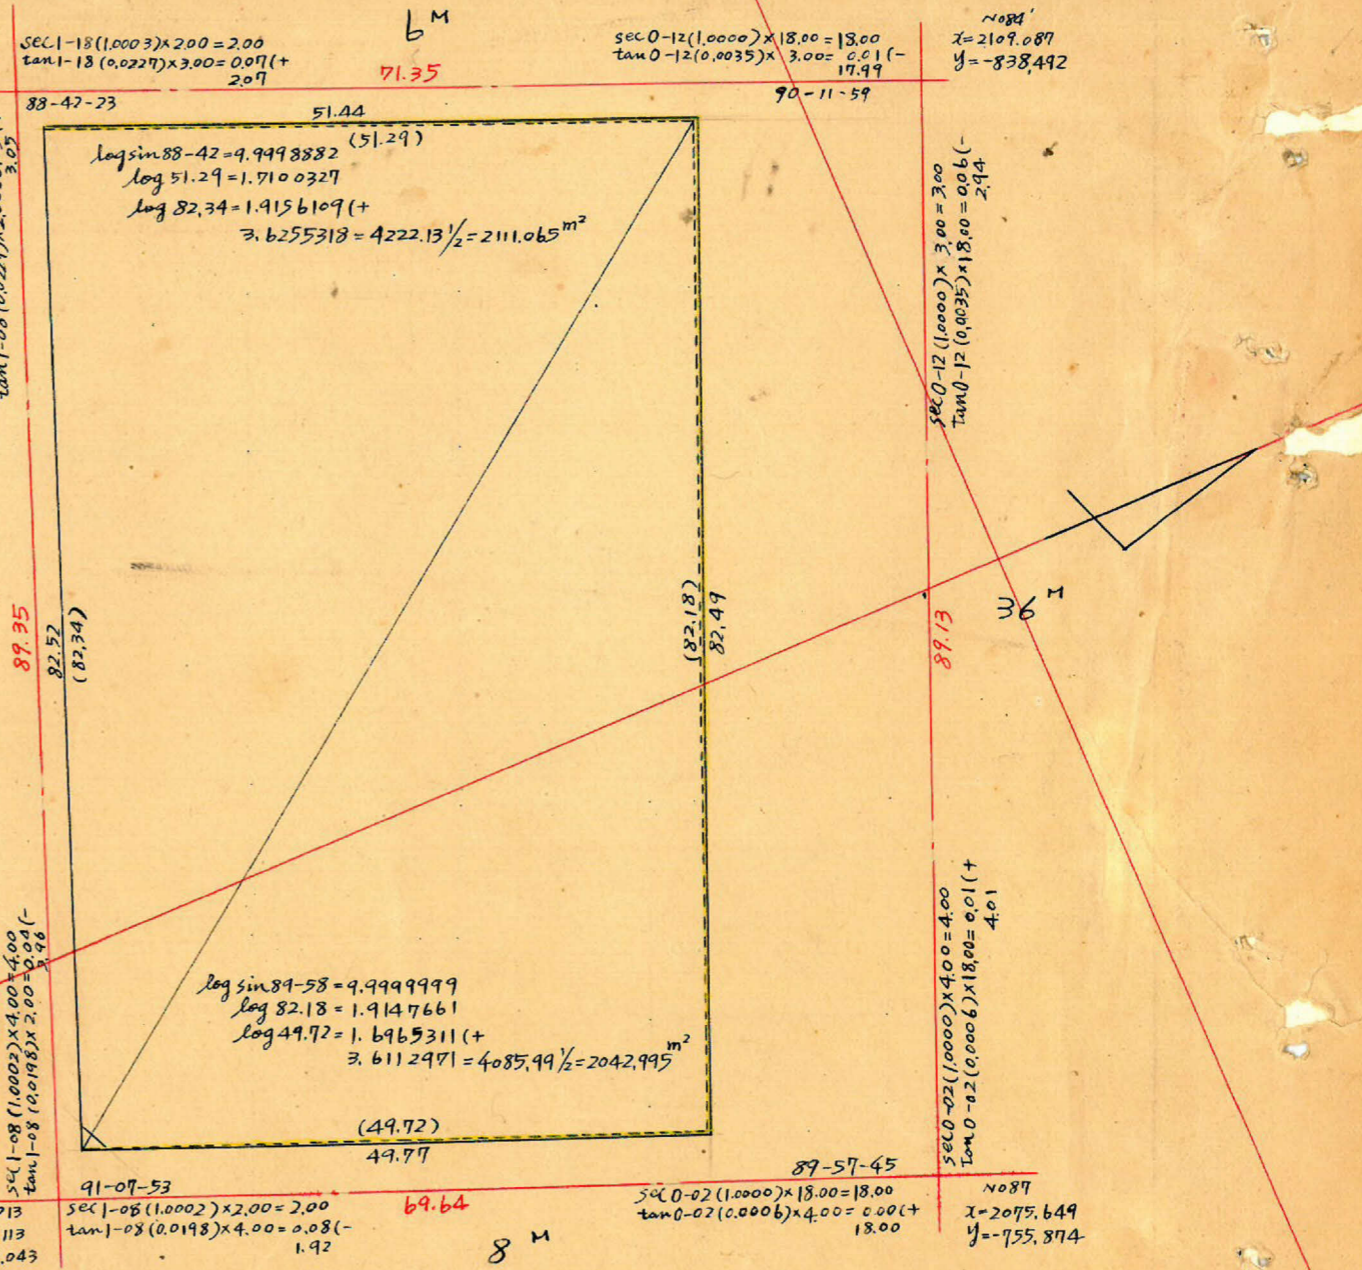 6 M
sec 1-18 (1.0003) x 2.00 = 2.00
tan 1-18 (0.0227) x 3.00 = 0.07 (+
2.07
71.35
sec 0-12 (1.0000) x 18.00 = 18.00
tan 0-12 (0.0035) x 3.00 = 0.01 (-
17.99
No84'
x=2109.087
y=-838,492
88-42-23
90-11-59
3.05
51.44
(51.29)
log sin 88-42 = 9.9998882
log 51.29 = 1.7100327
log 82,34 = 1.9156109 (+
3.6255318 = 4222.13 1/2 = 2111.065 m²
sec 0-12 (1.0000) x 3.00 = 3.00
tan 0-12 (0,0035) x 18,00 = 0.06 (-
2.94
89.35
82.52
(82,34)
(82.18)
82,49
89.13
36 M
sec 1-08 (1.0002) x 4.00 = 4.00
tan 1-08 (0,0198) x 2.00 = 0.04 (-
3.96
log sin 89-58 = 9.9999999
log 82.18 = 1.9147661
log 49.72 = 1.6965311 (+
3.6112971 = 4085,99 1/2 = 2042,995 m²
sec 0-02 (1,0000) x 4.00 = 4.00
tan 0-02 (0,0006) x 18,00 = 0,01 (+
4.01
(49.72)
49.77
91-07-53
89-57-45
sec 1-08 (1.0002) x 2.00 = 2.00
tan 1-08 (0.0198) x 4.00 = 0.08 (-
1.92
69.64
8 M
sec 0-02 (1.0000) x 18.00 = 18.00
tan 0-02 (0.0006) x 4.00 = 0.00 (+
18.00
No87
x=2075.649
y=-755,874
713
113
.043